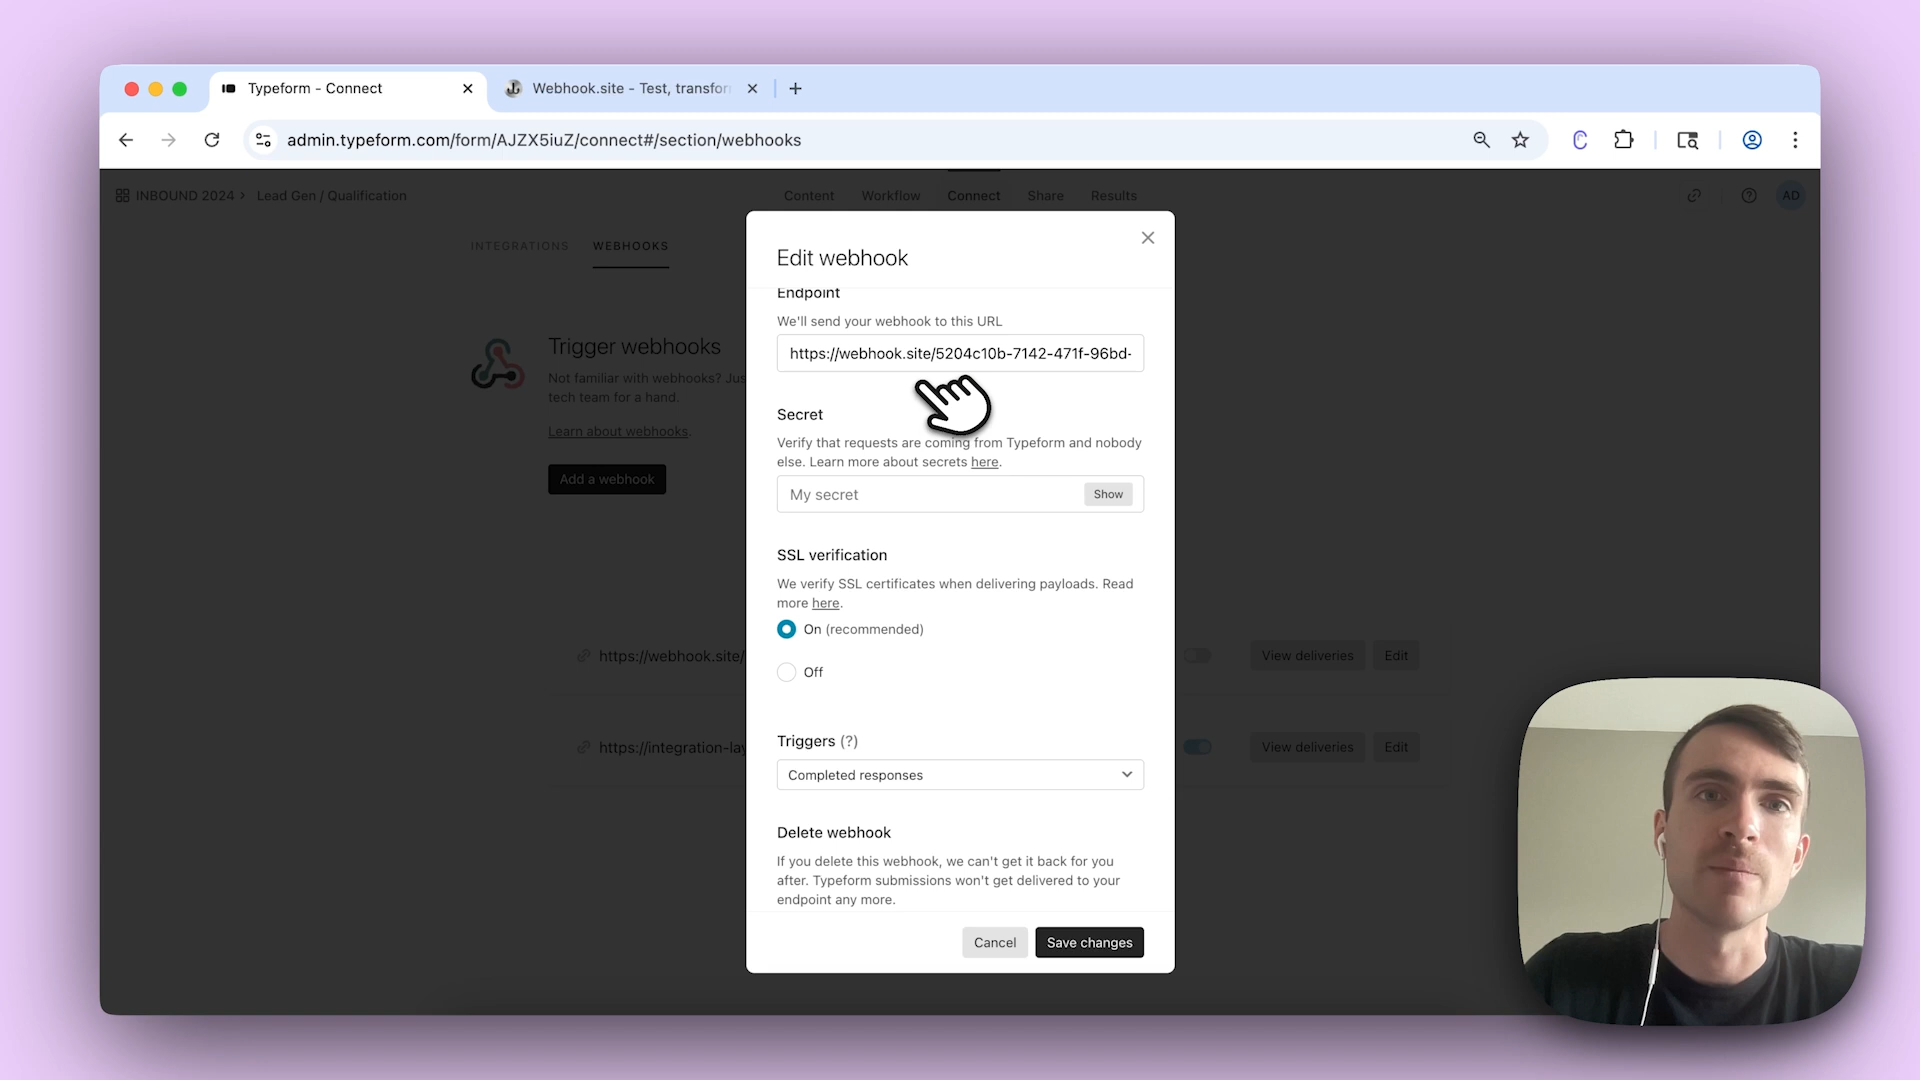 Typeform - Connect
Webhook.site - Test, transfor
admin.typeform.com/form/AJZX5iuZ/connect#/section/webhooks
INBOUND 2024 > Lead Gen / Qualification
Content Workflow Connect Share Results
AD
INTEGRATIONS WEBHOOKS
Trigger webhooks
Not familiar with webhooks? Jus
tech team for a hand.
Learn about webhooks.
Add a webhook
https://webhook.site/
View deliveries Edit
https://integration-lay
View deliveries Edit
Edit webhook
Endpoint
We'll send your webhook to this URL
https://webhook.site/5204c10b-7142-471f-96bd-
Secret
Verify that requests are coming from Typeform and nobody
else. Learn more about secrets here.
My secret Show
SSL verification
We verify SSL certificates when delivering payloads. Read
more here.
On (recommended)
Off
Triggers (?)
Completed responses
Delete webhook
If you delete this webhook, we can't get it back for you
after. Typeform submissions won't get delivered to your
endpoint any more.
Cancel Save changes